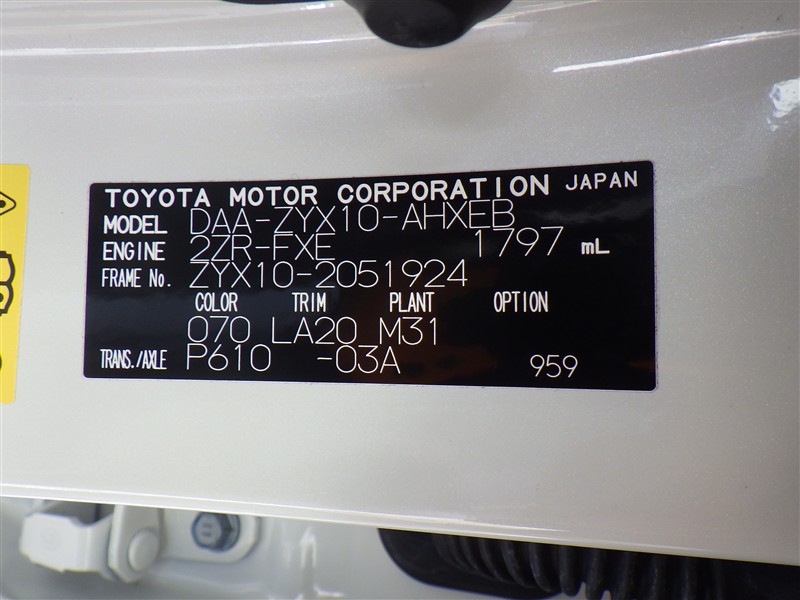 TOYOTA MOTOR CORPORATION JAPAN
MODEL DAA-ZYX10-AHXEB
ENGINE 2ZR-FXE 1797 mL
FRAME No. ZYX10-2051924
COLOR TRIM PLANT OPTION
070 LA20 M31
TRANS./AXLE P610 -03A 959